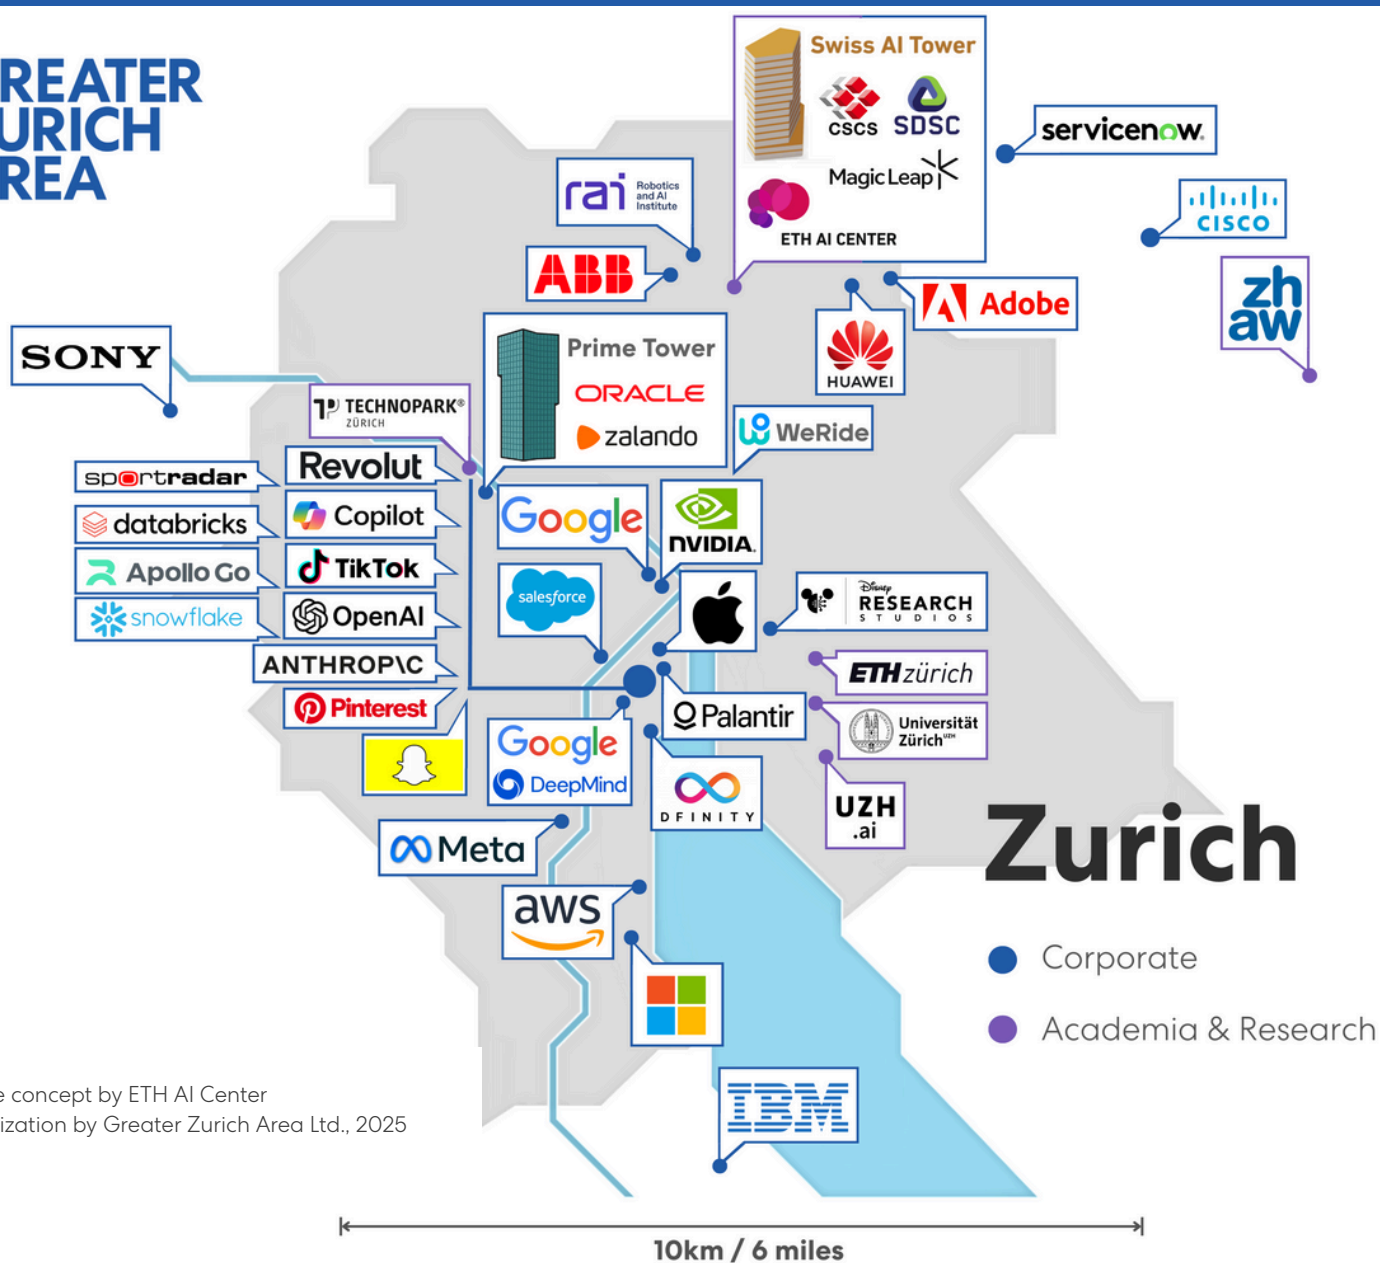 REATER
URICH
REA
Swiss AI Tower
CSCS
SDSC
Magic Leap
ETH AI CENTER
servicenow
CISCO
zh
aw
rai
Robotics
and AI
Institute
ABB
Adobe
HUAWEI
SONY
Prime Tower
ORACLE
zalando
TECHNOPARK®
ZÜRICH
WeRide
sportradar
Revolut
databricks
Copilot
Apollo Go
TikTok
snowflake
OpenAI
ANTHROP\C
Pinterest
Google
NVIDIA.
salesforce
Disney
RESEARCH
STUDIOS
ETH zürich
Palantir
Universität
Zürich UZH
Google
DeepMind
DFINITY
UZH
.ai
Meta
aws
IBM
Zurich
Corporate
Academia & Research
e concept by ETH AI Center
ization by Greater Zurich Area Ltd., 2025
10km / 6 miles